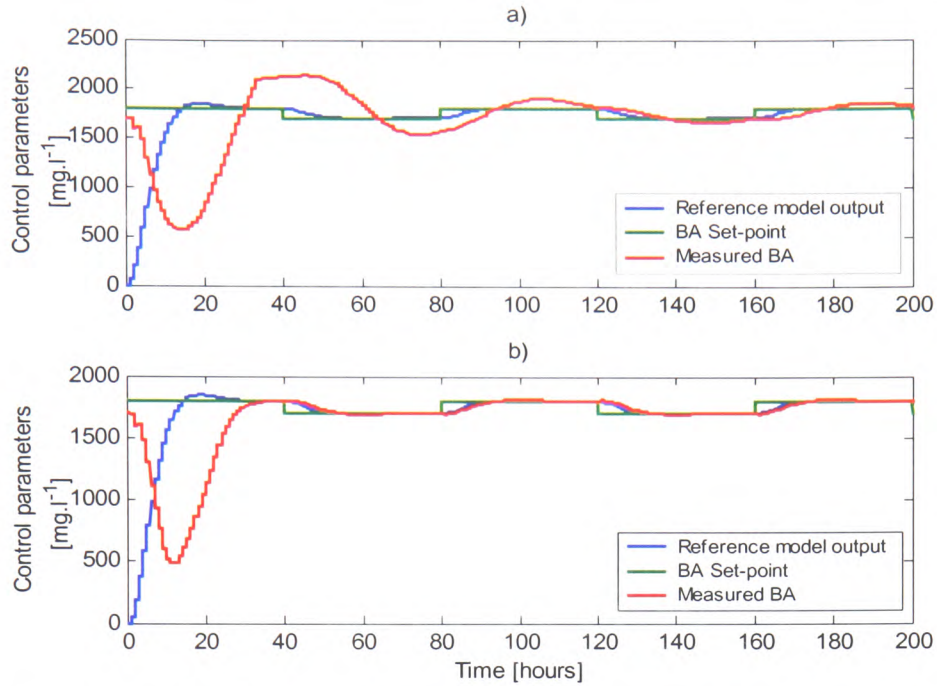 a)
2500
2000
1500
1000
500
0
Control parameters
[mg.l⁻¹]
Reference model output
BA Set-point
Measured BA
0 20 40 60 80 100 120 140 160 180 200
b)
2000
1500
1000
500
0
Control parameters
[mg.l⁻¹]
Reference model output
BA Set-point
Measured BA
0 20 40 60 80 100 120 140 160 180 200
Time [hours]